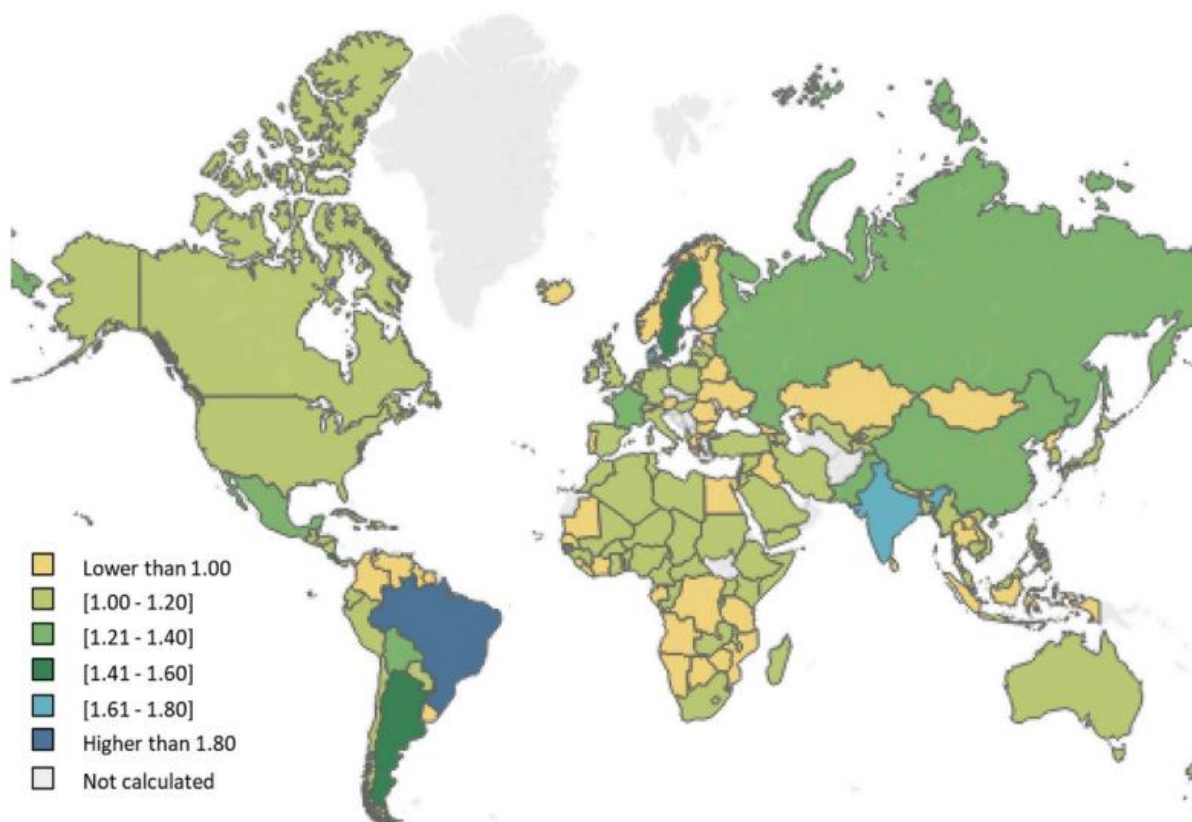 Lower than 1.00
[1.00 - 1.20]
[1.21 - 1.40]
[1.41 - 1.60]
[1.61 - 1.80]
Higher than 1.80
Not calculated